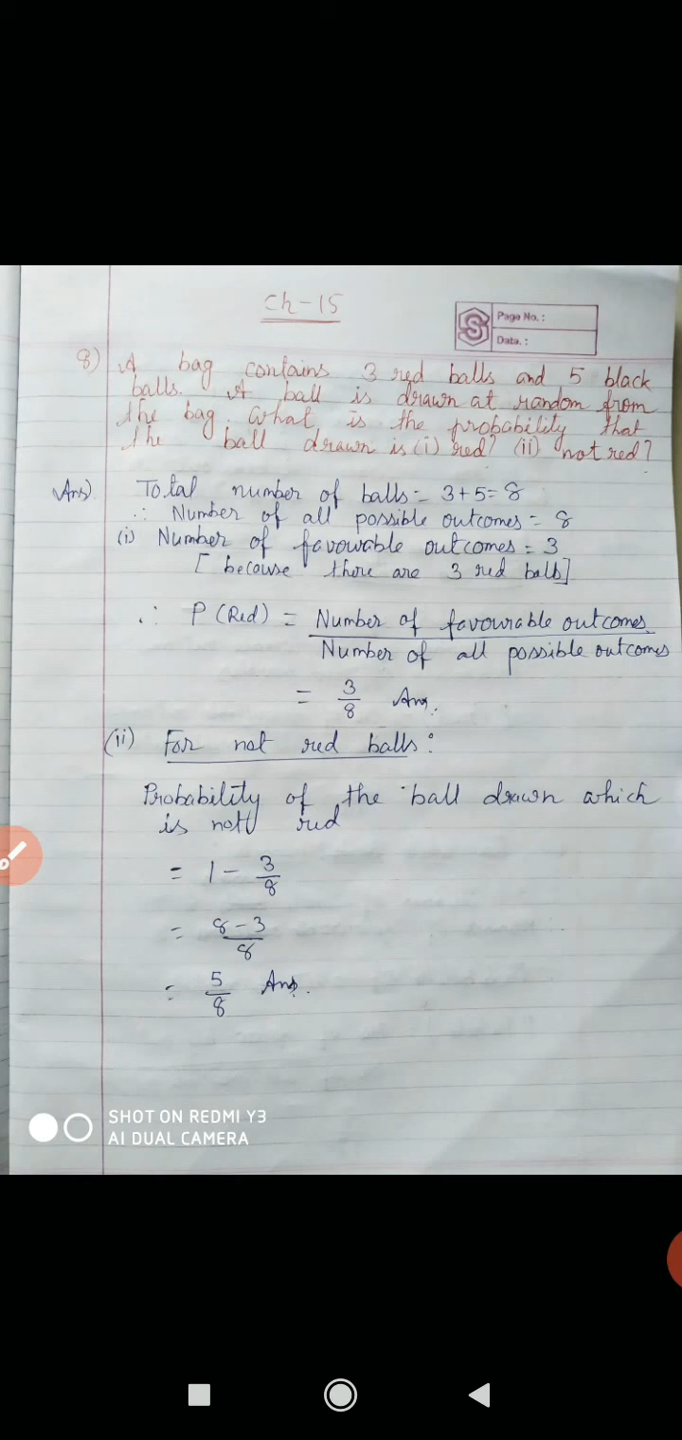 Ch-15
Page No. :
Date. :
8) A bag contains 3 red balls and 5 black
balls. A ball is drawn at random from
the bag. What is the probability that
the ball drawn is (i) red? (ii) not red?
Ans) Total number of balls = 3+5=8
∴ Number of all possible outcomes = 8
(i) Number of favourable outcomes = 3
[because there are 3 red balls]
∴ P (Red) = Number of favourable outcomes
Number of all possible outcomes
= 3/8 Ans.
(ii) For not red balls :
Probability of the ball drawn which
is not red
= 1 - 3/8
= 8-3/8
= 5/8 Ans.
SHOT ON REDMI Y3
AI DUAL CAMERA